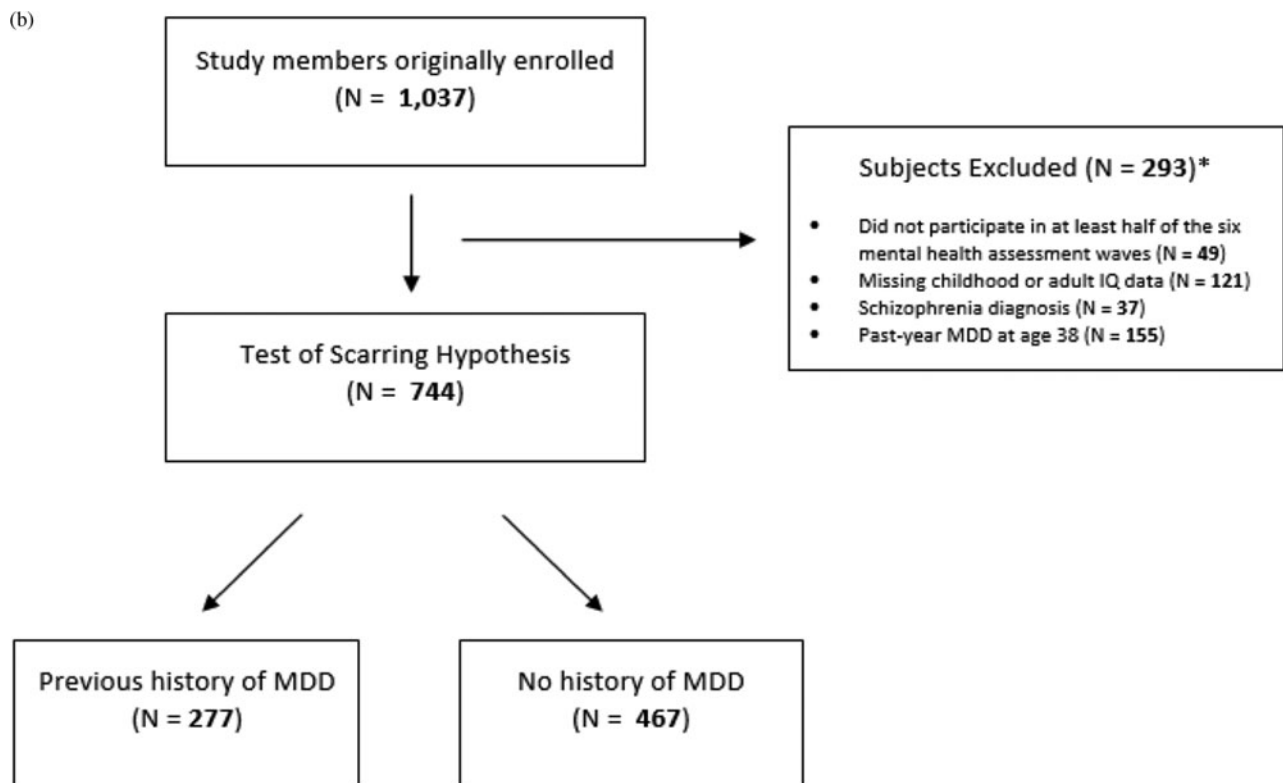 (b)
Study members originally enrolled
(N = 1,037)
Subjects Excluded (N = 293)*
• Did not participate in at least half of the six
mental health assessment waves (N = 49)
• Missing childhood or adult IQ data (N = 121)
• Schizophrenia diagnosis (N = 37)
• Past-year MDD at age 38 (N = 155)
Test of Scarring Hypothesis
(N = 744)
Previous history of MDD
(N = 277)
No history of MDD
(N = 467)